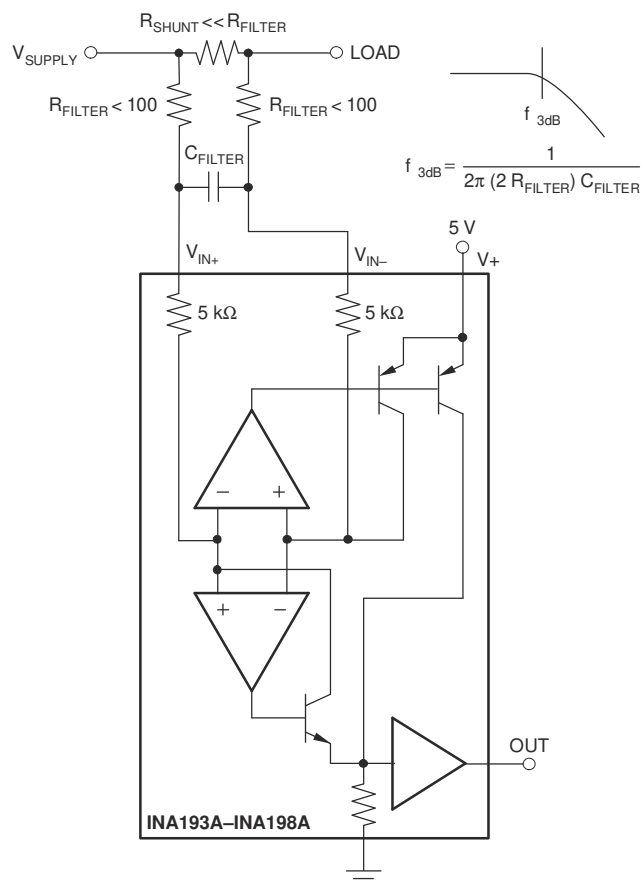 R_SHUNT << R_FILTER
V_SUPPLY
LOAD
R_FILTER < 100
R_FILTER < 100
f_3dB
C_FILTER
f_3dB = 1 / 2π (2 R_FILTER) C_FILTER
5 V
V+
V_IN+
V_IN–
5 kΩ
5 kΩ
– +
+ –
OUT
INA193A–INA198A